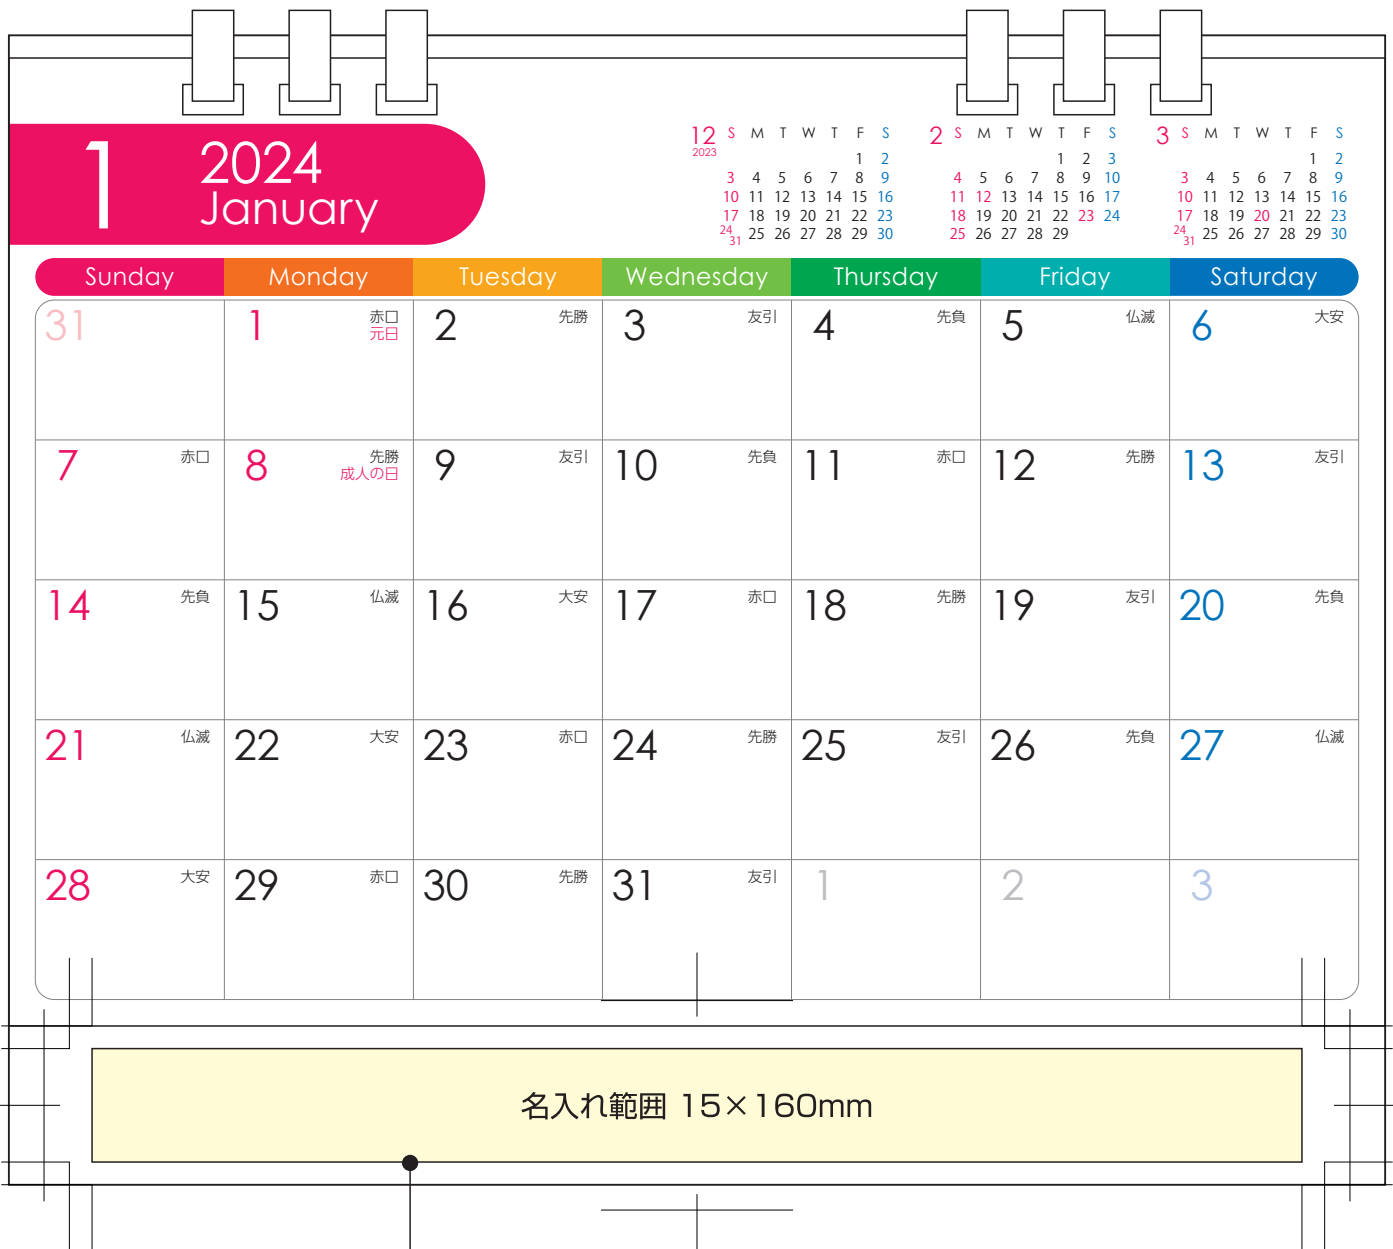 1
2024
January
12 S M T W T F S
2023
1 2
3 4 5 6 7 8 9
10 11 12 13 14 15 16
17 18 19 20 21 22 23
24 31 25 26 27 28 29 30
2 S M T W T F S
1 2 3
4 5 6 7 8 9 10
11 12 13 14 15 16 17
18 19 20 21 22 23 24
25 26 27 28 29
3 S M T W T F S
1 2
3 4 5 6 7 8 9
10 11 12 13 14 15 16
17 18 19 20 21 22 23
24 31 25 26 27 28 29 30
Sunday Monday Tuesday Wednesday Thursday Friday Saturday
31 1 赤口 2 先勝 3 友引 4 先負 5 仏滅 6 大安
元日
7 赤口 8 先勝 9 友引 10 先負 11 赤口 12 先勝 13 友引
成人の日
14 先負 15 仏滅 16 大安 17 赤口 18 先勝 19 友引 20 先負
21 仏滅 22 大安 23 赤口 24 先勝 25 友引 26 先負 27 仏滅
28 大安 29 赤口 30 先勝 31 友引 1 2 3
名入れ範囲 15×160mm